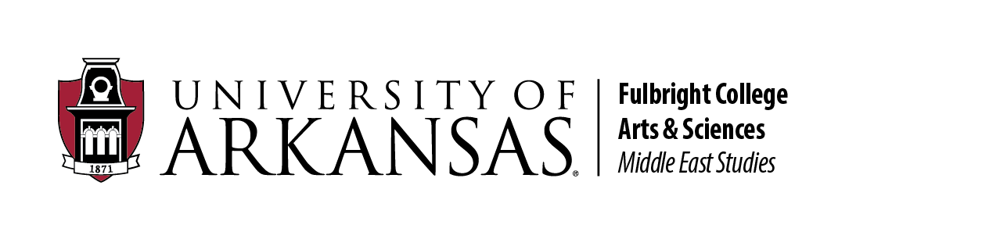 1871
UNIVERSITY OF
ARKANSAS®
Fulbright College
Arts & Sciences
Middle East Studies